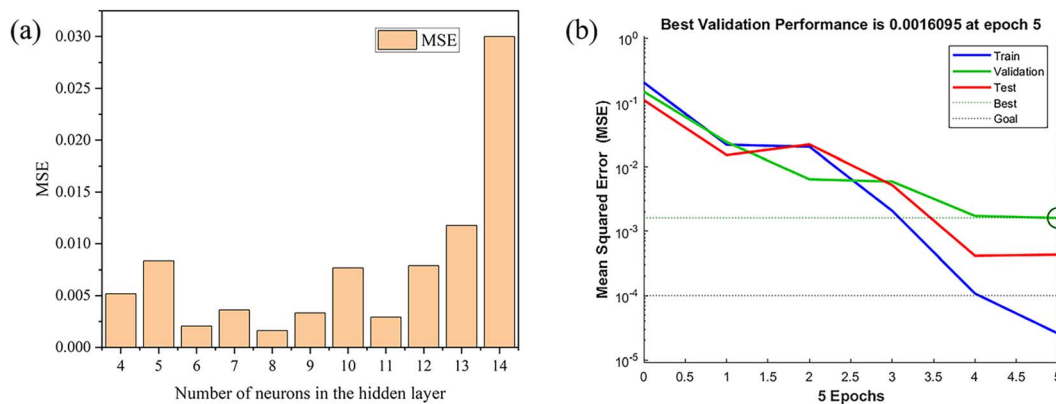 (a)
MSE
0.030
0.025
0.020
0.015
0.010
0.005
0.000
MSE
4 5 6 7 8 9 10 11 12 13 14
Number of neurons in the hidden layer
(b)
Best Validation Performance is 0.0016095 at epoch 5
Mean Squared Error (MSE)
10^0
10^-1
10^-2
10^-3
10^-4
10^-5
Train
Validation
Test
Best
Goal
0 0.5 1 1.5 2 2.5 3 3.5 4 4.5 5
5 Epochs